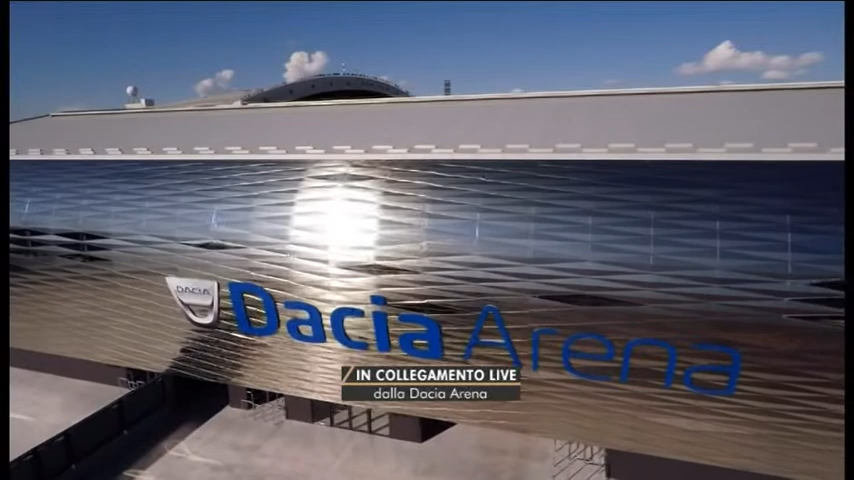 DACIA
Dacia Arena
IN COLLEGAMENTO LIVE
dalla Dacia Arena